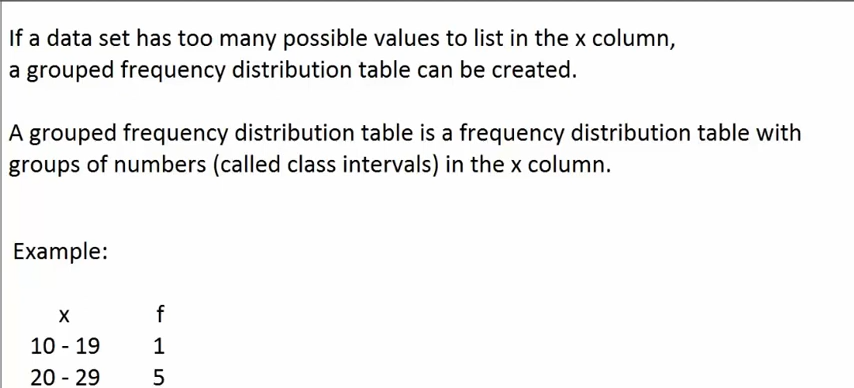 If a data set has too many possible values to list in the x column,
a grouped frequency distribution table can be created.
A grouped frequency distribution table is a frequency distribution table with
groups of numbers (called class intervals) in the x column.
Example:
x f
10 - 19 1
20 - 29 5